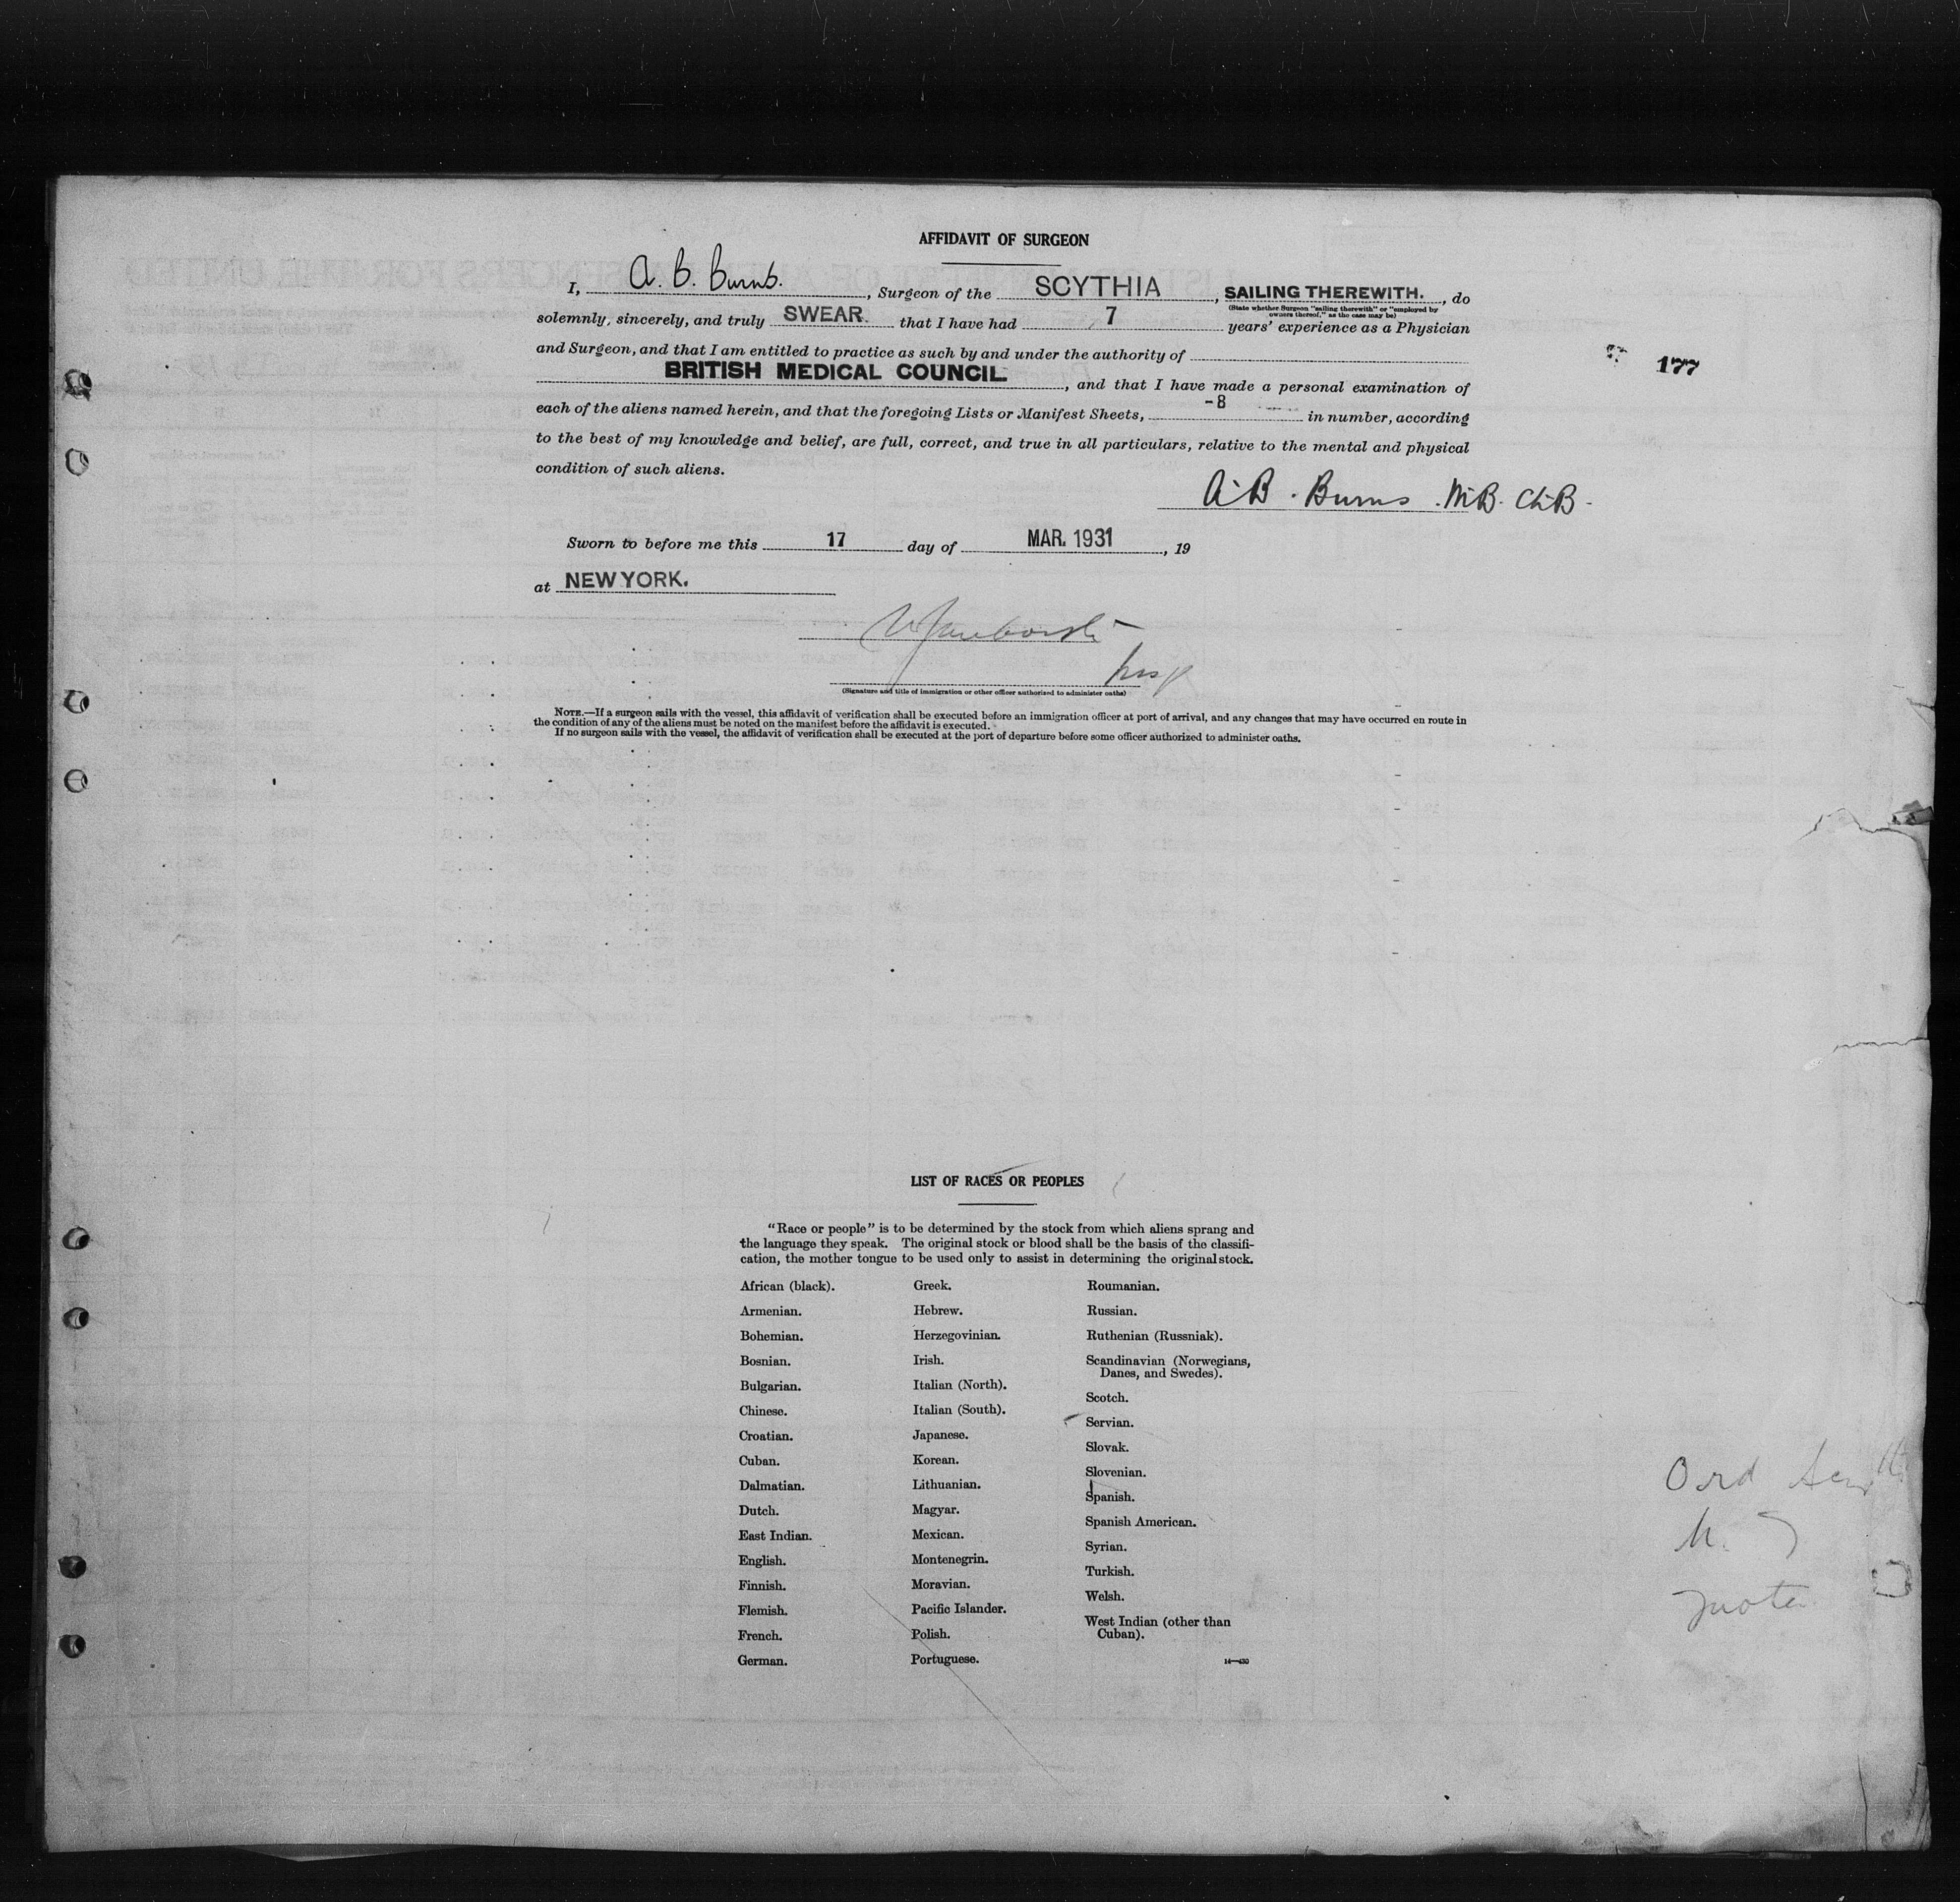 AFFIDAVIT OF SURGEON
I, A. B. Burns., Surgeon of the SCYTHIA, SAILING THEREWITH., do
(State whether Surgeon "sailing therewith" or "employed by
owners thereof," as the case may be)
solemnly, sincerely, and truly SWEAR. that I have had 7 years' experience as a Physician
and Surgeon, and that I am entitled to practice as such by and under the authority of
BRITISH MEDICAL COUNCIL., and that I have made a personal examination of
each of the aliens named herein, and that the foregoing Lists or Manifest Sheets, -8 in number, according
to the best of my knowledge and belief, are full, correct, and true in all particulars, relative to the mental and physical
condition of such aliens.
177
A. B. Burns. M.B. Ch.B.
Sworn to before me this 17 day of MAR. 1931, 19
at NEW YORK.
Insp
(Signature and title of immigration or other officer authorized to administer oaths)
NOTE.—If a surgeon sails with the vessel, this affidavit of verification shall be executed before an immigration officer at port of arrival, and any changes that may have occurred en route in
the condition of any of the aliens must be noted on the manifest before the affidavit is executed.
If no surgeon sails with the vessel, the affidavit of verification shall be executed at the port of departure before some officer authorized to administer oaths.
LIST OF RACES OR PEOPLES
"Race or people" is to be determined by the stock from which aliens sprang and
the language they speak. The original stock or blood shall be the basis of the classifi-
cation, the mother tongue to be used only to assist in determining the original stock.
African (black).
Armenian.
Bohemian.
Bosnian.
Bulgarian.
Chinese.
Croatian.
Cuban.
Dalmatian.
Dutch.
East Indian.
English.
Finnish.
Flemish.
French.
German.
Greek.
Hebrew.
Herzegovinian.
Irish.
Italian (North).
Italian (South).
Japanese.
Korean.
Lithuanian.
Magyar.
Mexican.
Montenegrin.
Moravian.
Pacific Islander.
Polish.
Portuguese.
Roumanian.
Russian.
Ruthenian (Russniak).
Scandinavian (Norwegians,
Danes, and Swedes).
Scotch.
Servian.
Slovak.
Slovenian.
Spanish.
Spanish American.
Syrian.
Turkish.
Welsh.
West Indian (other than
Cuban).
14—430
quota